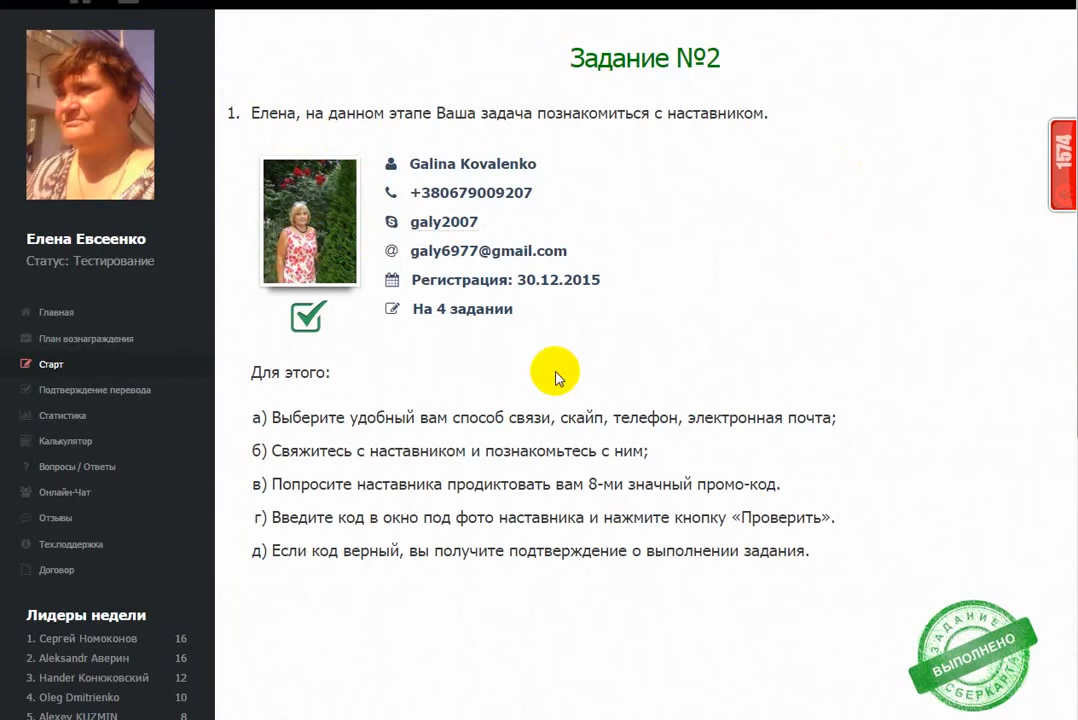 Задание №2
1. Елена, на данном этапе Ваша задача познакомиться с наставником.
Galina Kovalenko
+380679009207
galy2007
galy6977@gmail.com
Регистрация: 30.12.2015
На 4 задании
Для этого:
а) Выберите удобный вам способ связи, скайп, телефон, электронная почта;
б) Свяжитесь с наставником и познакомьтесь с ним;
в) Попросите наставника продиктовать вам 8-ми значный промо-код.
г) Введите код в окно под фото наставника и нажмите кнопку «Проверить».
д) Если код верный, вы получите подтверждение о выполнении задания.
Елена Евсеенко
Статус: Тестирование
Главная
План вознаграждения
Старт
Подтверждение перевода
Статистика
Калькулятор
Вопросы / Ответы
Онлайн-Чат
Отзывы
Тех.поддержка
Договор
Лидеры недели
1. Сергей Номоконов 16
2. Aleksandr Аверин 16
3. Hander Конюковский 12
4. Oleg Dmitrienko 10
5. Alexey KUZMIN 8
1574
ЗАДАНИЕ
ВЫПОЛНЕНО
СБЕРКАРТА